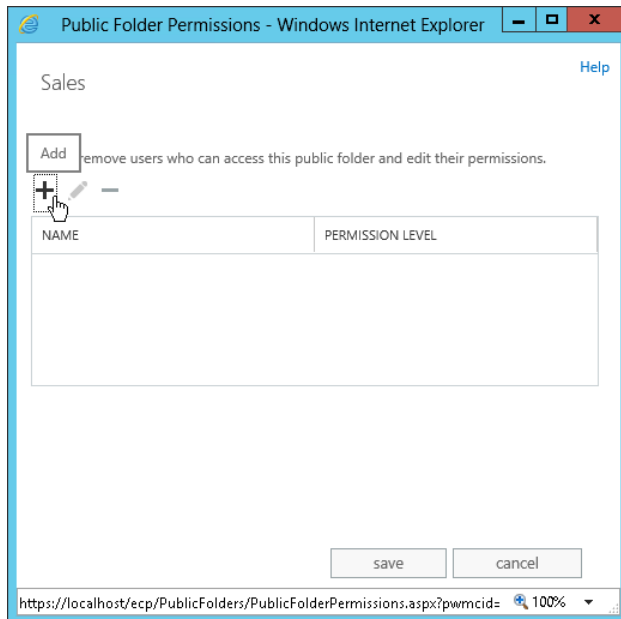 Public Folder Permissions - Windows Internet Explorer
Help
Sales
Add
remove users who can access this public folder and edit their permissions.
NAME PERMISSION LEVEL
save cancel
https://localhost/ecp/PublicFolders/PublicFolderPermissions.aspx?pwmcid= 100%